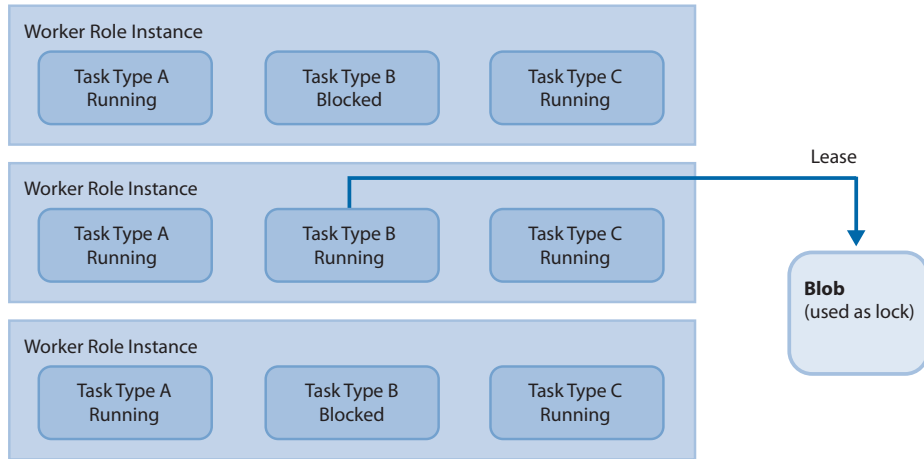 Worker Role Instance
Task Type A
Running
Task Type B
Blocked
Task Type C
Running
Lease
Worker Role Instance
Task Type A
Running
Task Type B
Running
Task Type C
Running
Blob
(used as lock)
Worker Role Instance
Task Type A
Running
Task Type B
Blocked
Task Type C
Running